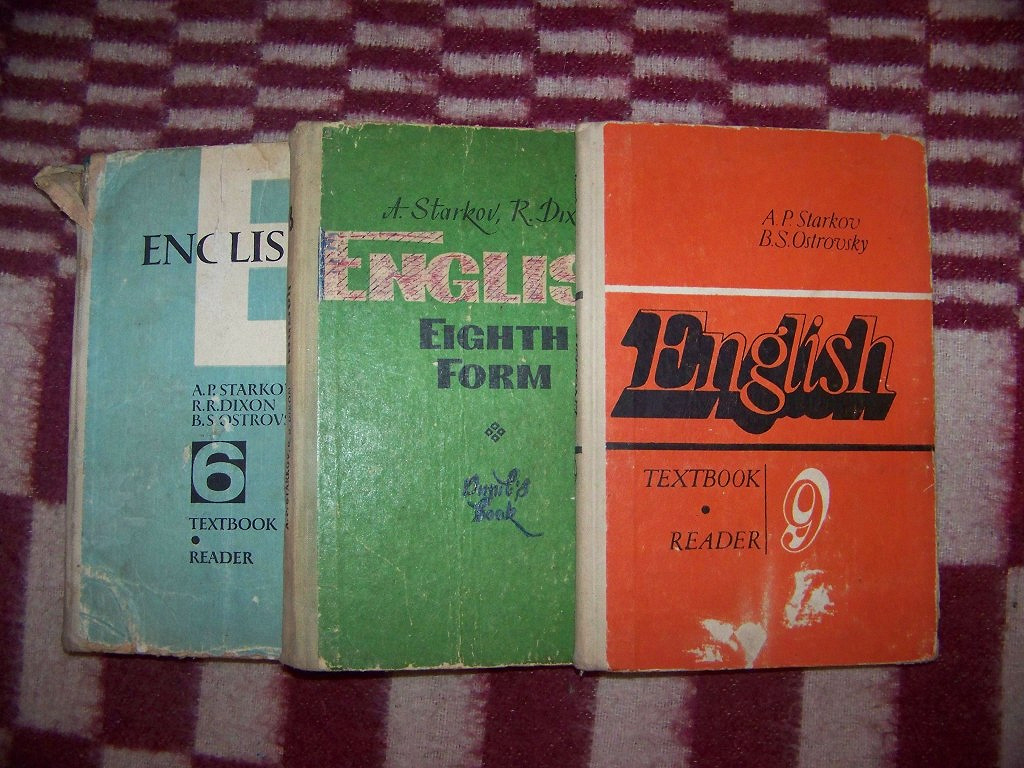 ENGLIS
A.P. STARKO
R.R. DIXON
B.S. OSTROVS
6
TEXTBOOK
•
READER
A. Starkov, R. Dix
ENGLIS
EIGHTH
FORM
Pupil's
Book
A.P. Starkov
B.S. Ostrovsky
English
TEXTBOOK
•
READER
9